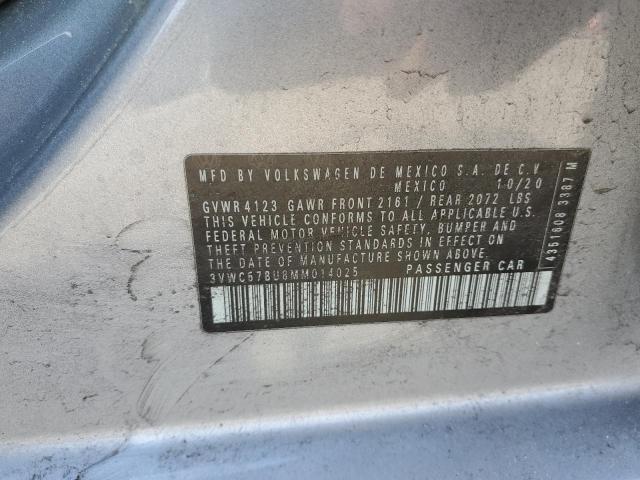 MFD BY VOLKSWAGEN DE MEXICO S.A. DE C.V
MEXICO 10/20
GVWR 4123 GAWR FRONT 2161 / REAR 2072 LBS
THIS VEHICLE CONFORMS TO ALL APPLICABLE U.S.
FEDERAL MOTOR VEHICLE SAFETY, BUMPER AND
THEFT PREVENTION STANDARDS IN EFFECT ON
THE DATE OF MANUFACTURE SHOWN ABOVE.
3VWC57BU8MM014025 PASSENGER CAR
4351608 3387 M